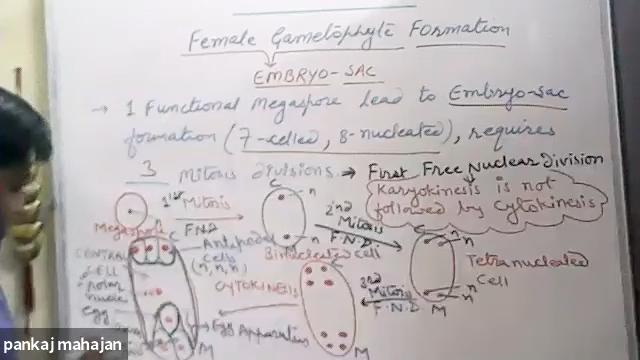 Female Gametophyte Formation
EMBRYO-SAC
→ 1 Functional Megaspore lead to Embryo-sac
formation (7-celled, 8-nucleated), requires
3 Mitosis divisions → First Free Nuclear Division
Karyokinesis is not
followed by Cytokinesis
1st Mitosis
F.N.D
Megaspore
C
n
n
2nd
Mitosis
F.N.D.
C
n
n
n
n
M
Tetranucleated
Cell
Binucleated Cell
3rd
Mitosis
F.N.D
M
CYTOKINESIS
C
Antipodal
Cells
(n, n, n)
CENTRAL
CELL
Polar
nuclei
Egg
Egg Apparatus
M
pankaj mahajan